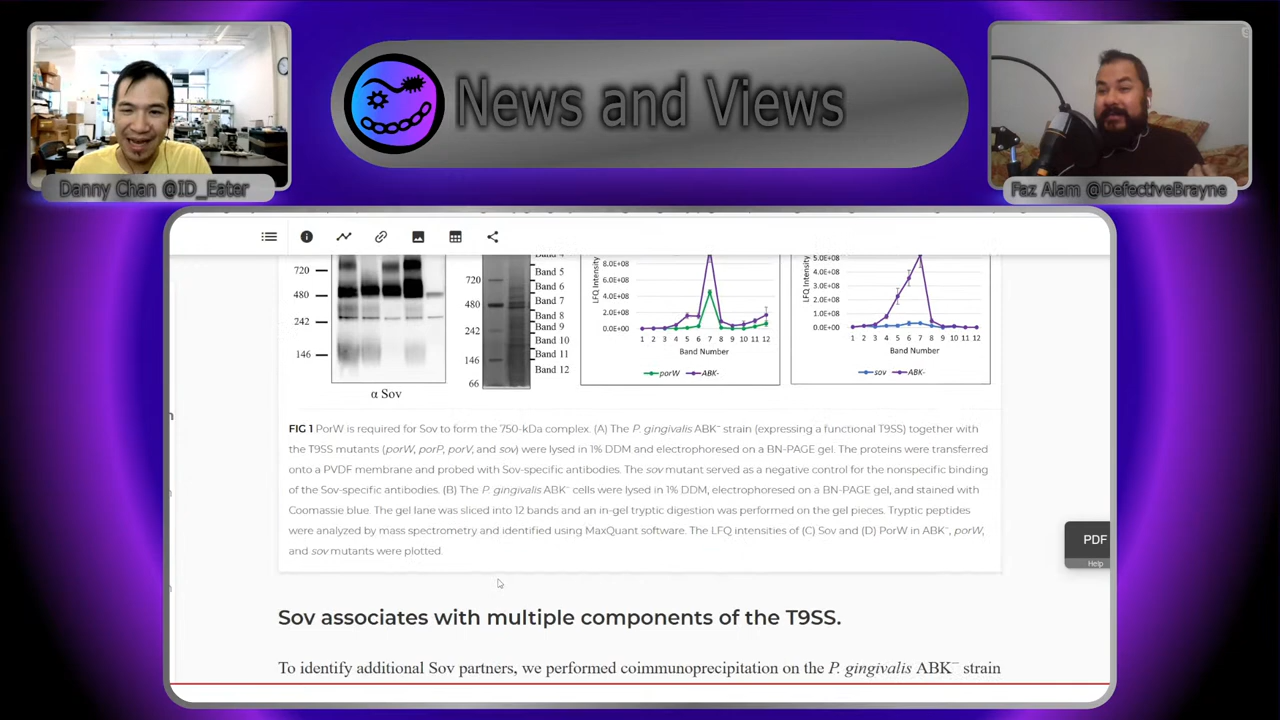 News and Views
Danny Chan @ID_Eater
Faz Alam @DefectiveBrayne
720
480
242
146
α Sov
720
480
242
146
66
Band 5
Band 6
Band 7
Band 8
Band 9
Band 10
Band 11
Band 12
LFQ Intensity
8.0E+08
6.0E+08
4.0E+08
2.0E+08
0.0E+00
1 2 3 4 5 6 7 8 9 10 11 12
Band Number
porW ABK-
LFQ Intensity
5.0E+08
4.0E+08
3.0E+08
2.0E+08
1.0E+08
0.0E+00
1 2 3 4 5 6 7 8 9 10 11 12
Band Number
sov ABK-
FIG 1 PorW is required for Sov to form the 750-kDa complex. (A) The P. gingivalis ABK⁻ strain (expressing a functional T9SS) together with
the T9SS mutants (porW, porP, porV, and sov) were lysed in 1% DDM and electrophoresed on a BN-PAGE gel. The proteins were transferred
onto a PVDF membrane and probed with Sov-specific antibodies. The sov mutant served as a negative control for the nonspecific binding
of the Sov-specific antibodies. (B) The P. gingivalis ABK⁻ cells were lysed in 1% DDM, electrophoresed on a BN-PAGE gel, and stained with
Coomassie blue. The gel lane was sliced into 12 bands and an in-gel tryptic digestion was performed on the gel pieces. Tryptic peptides
were analyzed by mass spectrometry and identified using MaxQuant software. The LFQ intensities of (C) Sov and (D) PorW in ABK⁻, porW,
and sov mutants were plotted.
PDF
Help
Sov associates with multiple components of the T9SS.
To identify additional Sov partners, we performed coimmunoprecipitation on the P. gingivalis ABK⁻ strain